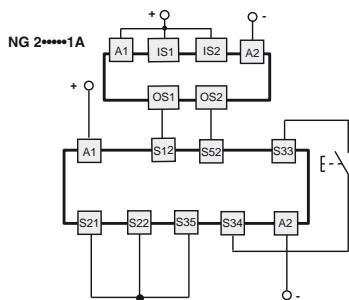 + -
NG 2•••••1A
A1 IS1 IS2 A2
+
OS1 OS2
A1 S12 S52 S33
S21 S22 S35 S34 A2
-